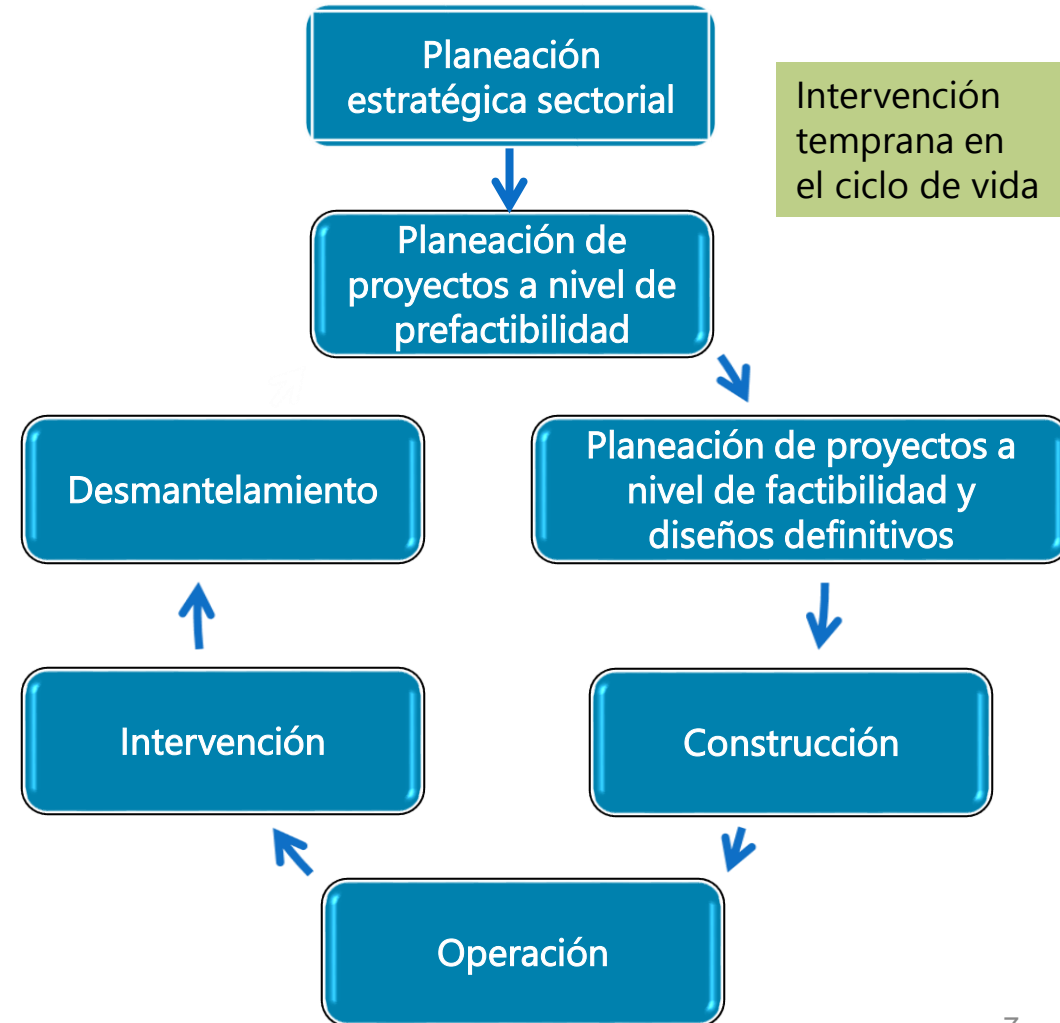 Planeación
estratégica sectorial
Intervención
temprana en
el ciclo de vida
Planeación de
proyectos a nivel de
prefactibilidad
Planeación de proyectos a
nivel de factibilidad y
diseños definitivos
Desmantelamiento
Intervención
Construcción
Operación